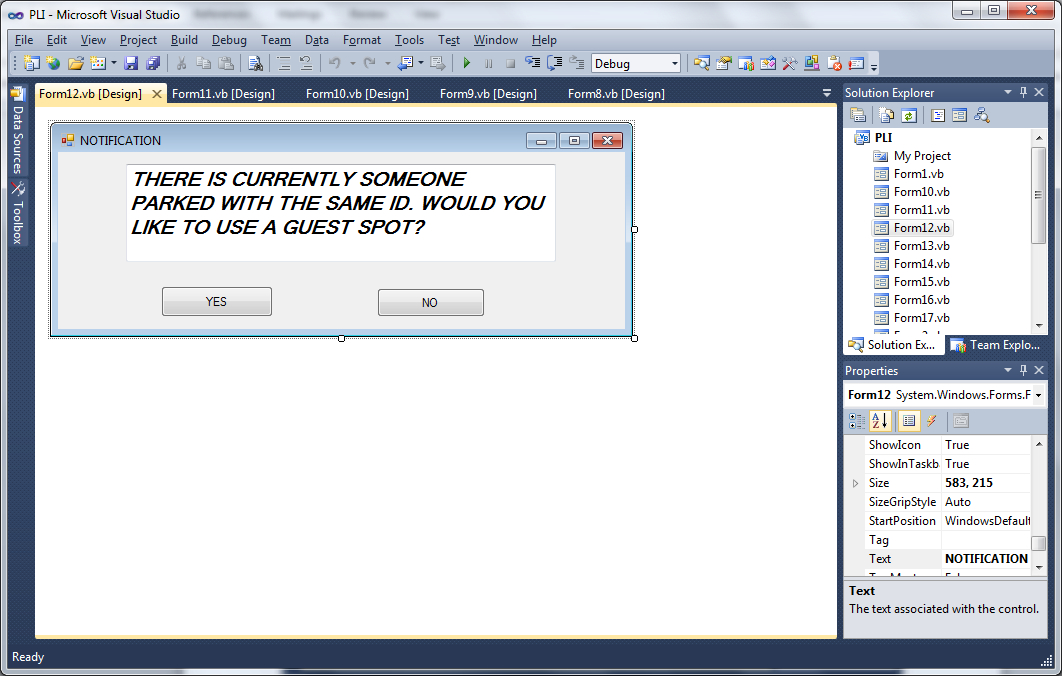 PLI - Microsoft Visual Studio
File Edit View Project Build Debug Team Data Format Tools Test Window Help
Debug
Data Sources
Toolbox
Form12.vb [Design] Form11.vb [Design] Form10.vb [Design] Form9.vb [Design] Form8.vb [Design]
NOTIFICATION
THERE IS CURRENTLY SOMEONE
PARKED WITH THE SAME ID. WOULD YOU
LIKE TO USE A GUEST SPOT?
YES NO
Solution Explorer
PLI
My Project
Form1.vb
Form10.vb
Form11.vb
Form12.vb
Form13.vb
Form14.vb
Form15.vb
Form16.vb
Form17.vb
Solution Ex... Team Explo...
Properties
Form12 System.Windows.Forms.F
ShowIcon True
ShowInTaskb True
Size 583, 215
SizeGripStyle Auto
StartPosition WindowsDefault
Tag
Text NOTIFICATION
Text
The text associated with the control.
Ready